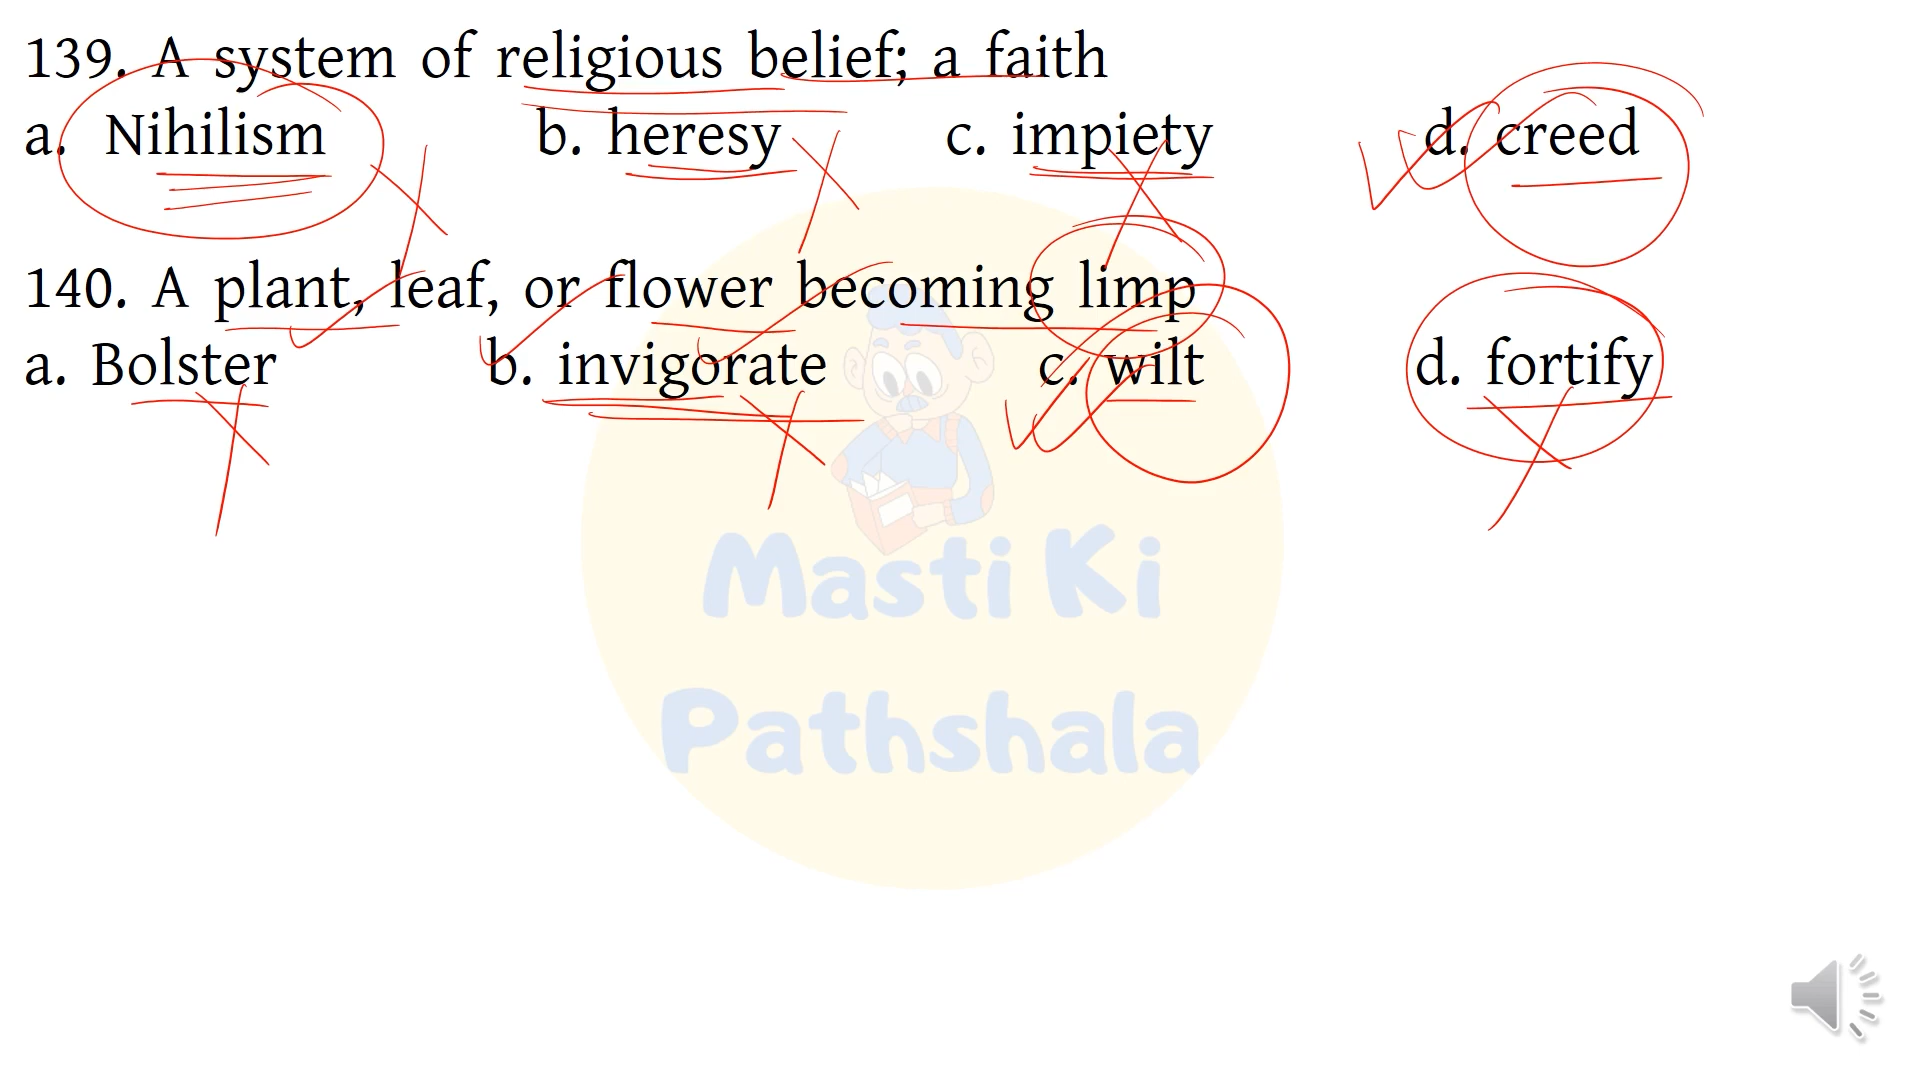 139. A system of religious belief; a faith
a. Nihilism b. heresy c. impiety d. creed
140. A plant, leaf, or flower becoming limp
a. Bolster b. invigorate c. wilt d. fortify
Masti Ki
Pathshala